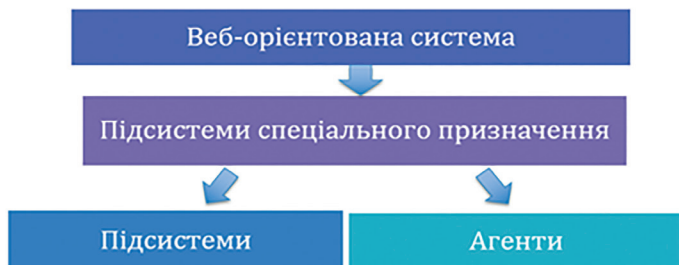 Веб-орієнтована система
Підсистеми спеціального призначення
Підсистеми
Агенти